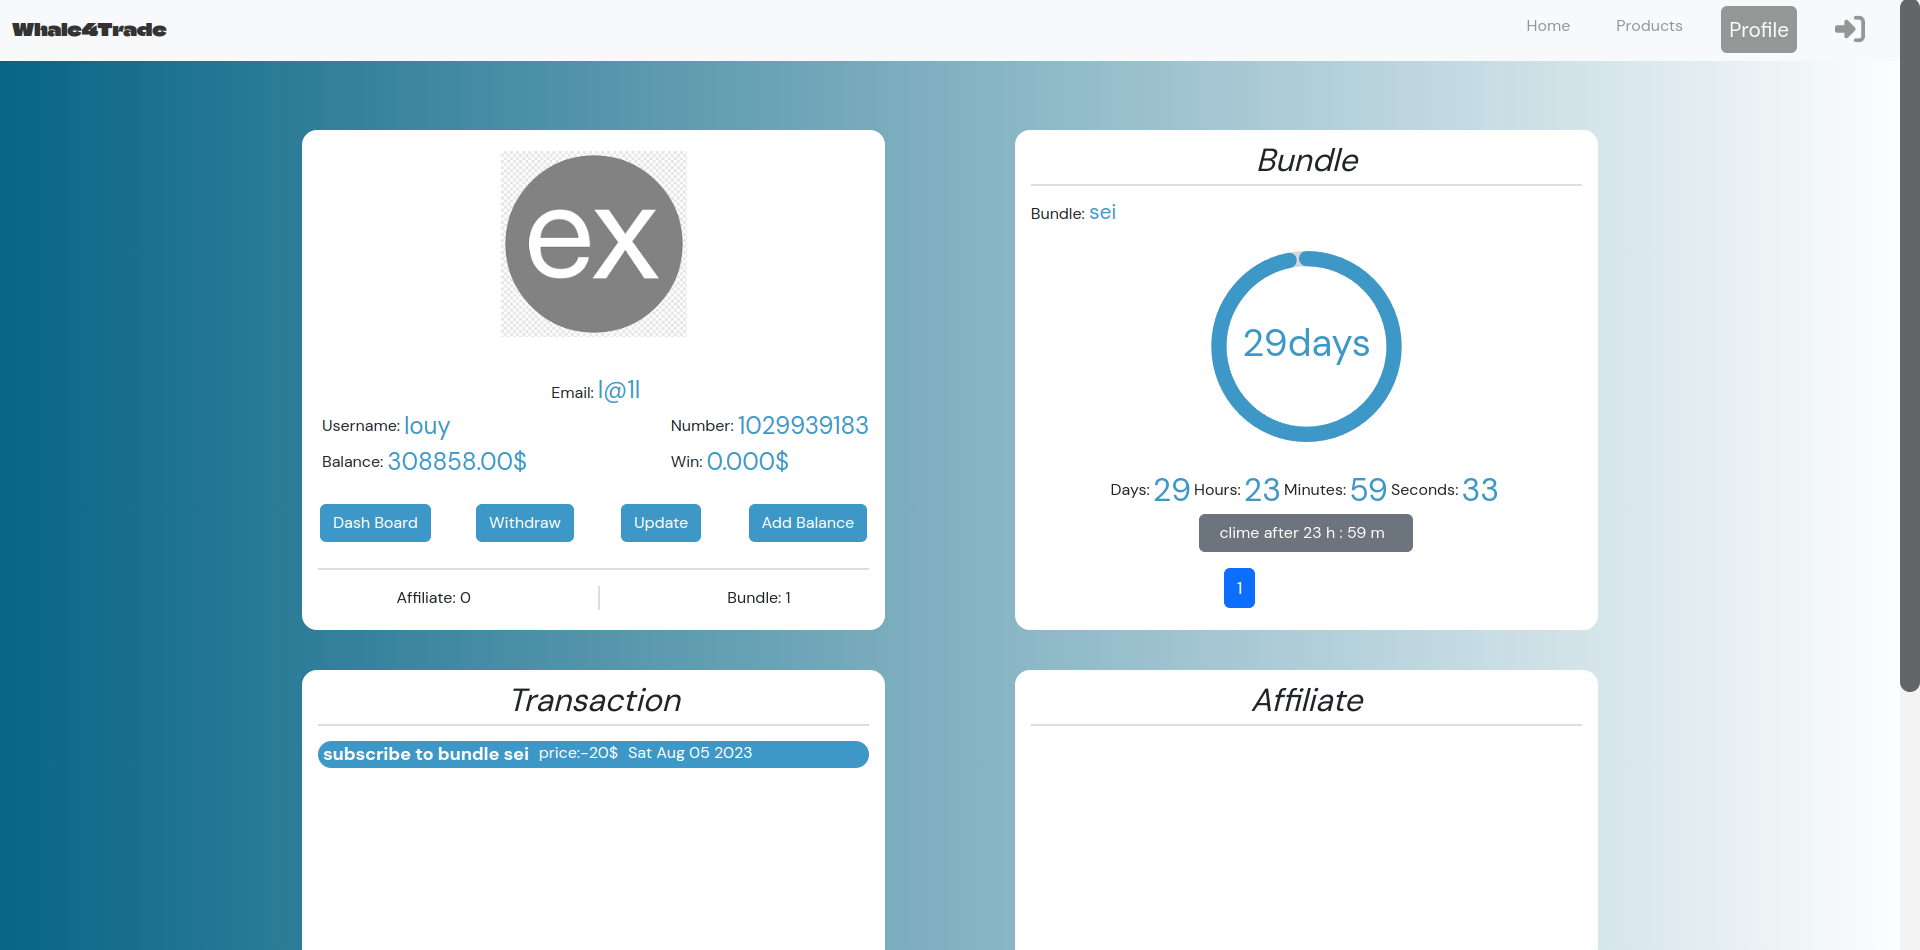 Whale4Trade
Home Products Profile
ex
Email: l@1l
Username: louy Number: 1029939183
Balance: 308858.00$ Win: 0.000$
Dash Board Withdraw Update Add Balance
Affiliate: 0 Bundle: 1
Bundle
Bundle: sei
29days
Days: 29 Hours: 23 Minutes: 59 Seconds: 33
clime after 23 h : 59 m
1
Transaction
subscribe to bundle sei price:-20$ Sat Aug 05 2023
Affiliate